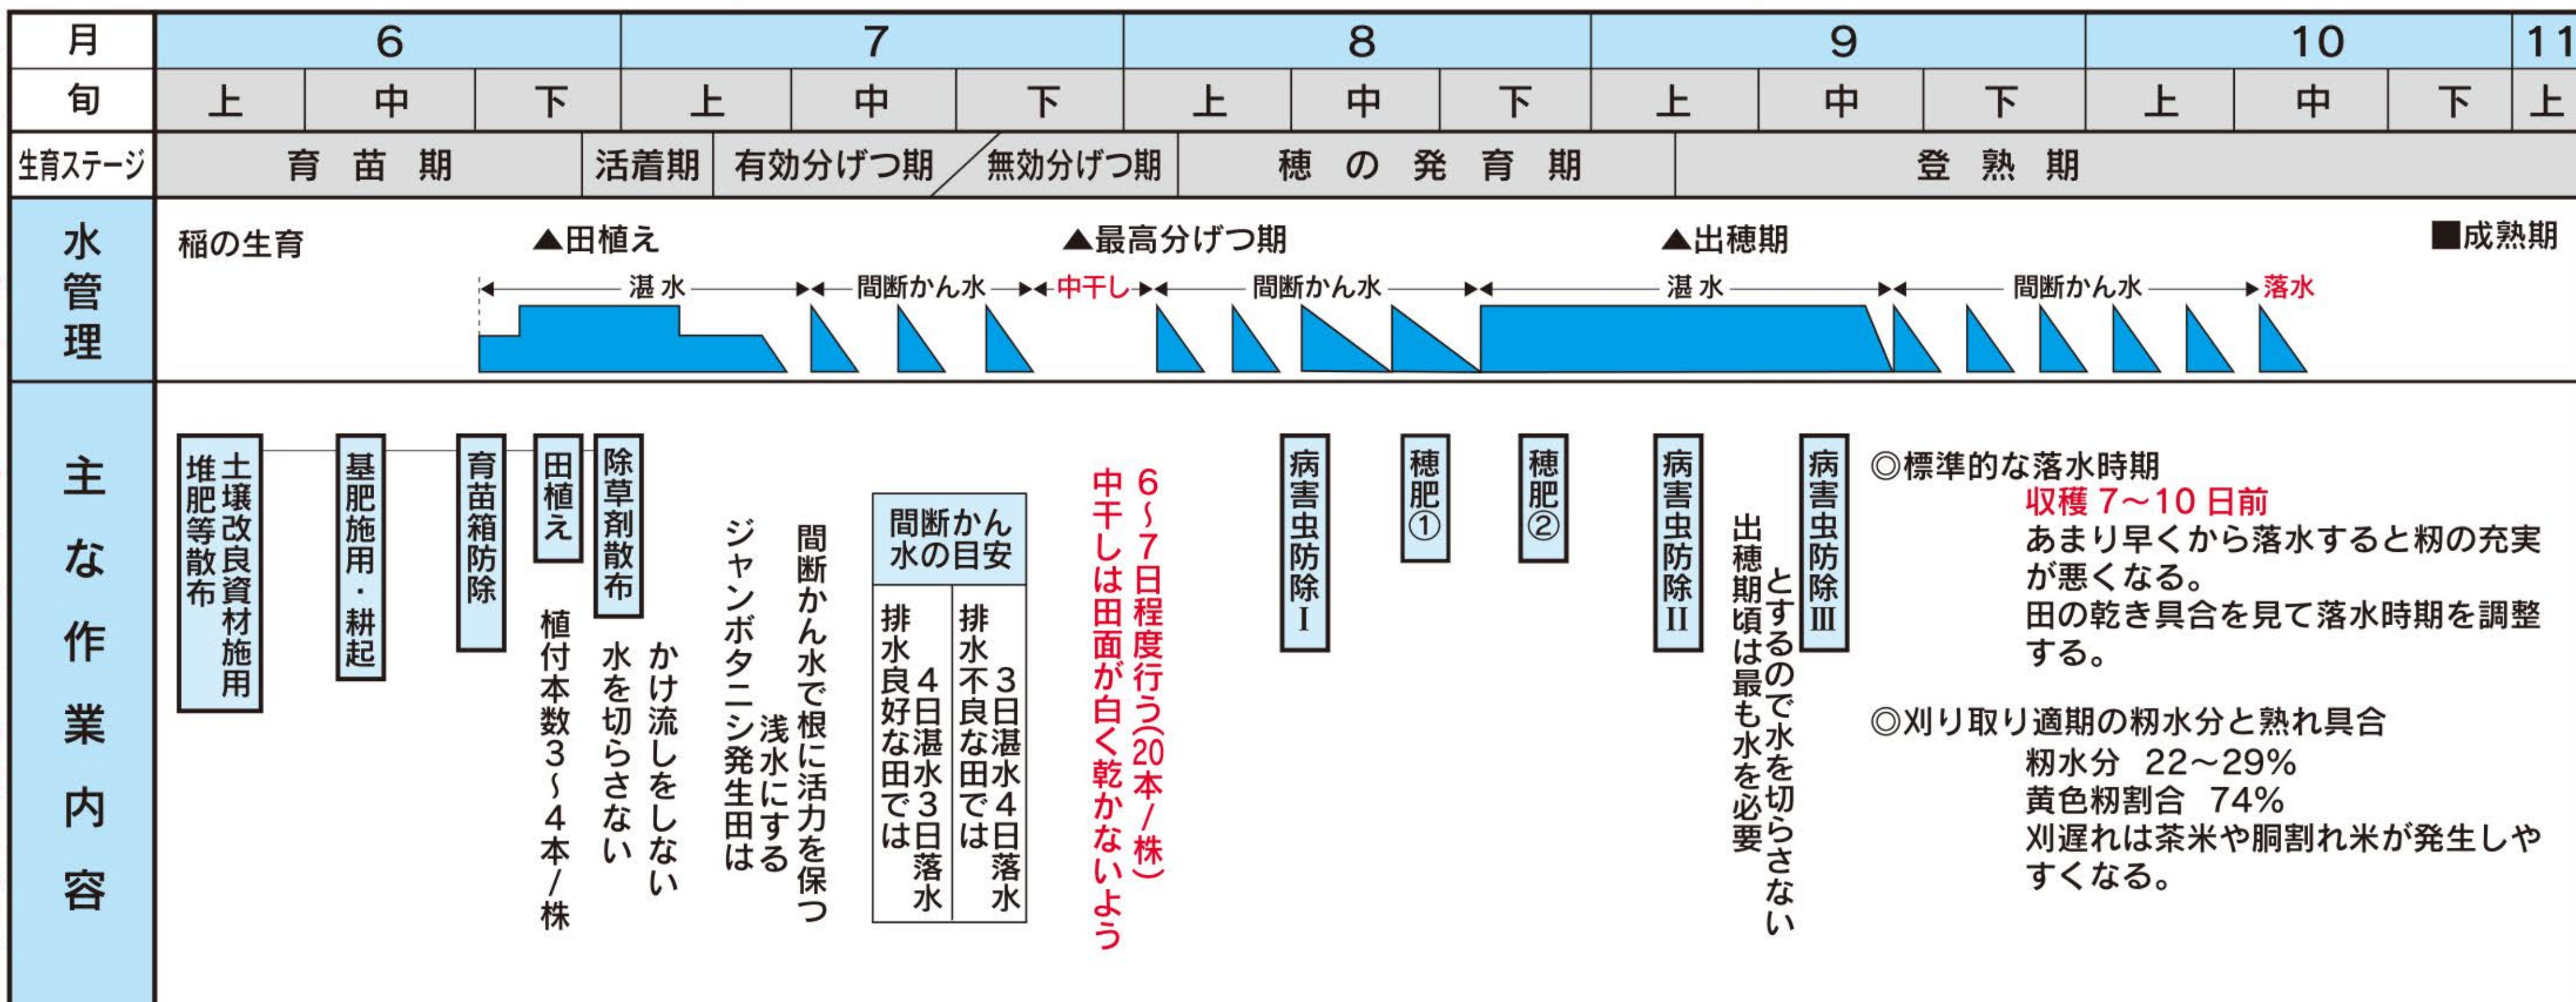 月 6 7 8 9 10 11
旬 上 中 下 上 中 下 上 中 下 上 中 下 上 中 下 上
生育ステージ 育苗期 活着期 有効分げつ期 無効分げつ期 穂の発育期 登熟期
水管理
稲の生育 ▲田植え ▲最高分げつ期 ▲出穂期 ■成熟期
湛水 間断かん水 中干し 間断かん水 湛水 間断かん水 落水
主な作業内容
土壌改良資材施用
堆肥等散布
基肥施用・耕起
育苗箱防除
田植え
植付本数3～4本/株
除草剤散布
かけ流しをしない
水を切らさない
間断かん水で根に活力を保つ
ジャンボタニシ発生田は
浅水にする
間断かん
水の目安
排水不良な田では
3日湛水4日落水
排水良好な田では
4日湛水3日落水
中干しは田面が白く乾かないよう
6～7日程度行う(20本/株)
病害虫防除Ⅰ
穂肥①
穂肥②
病害虫防除Ⅱ
出穂期頃は最も水を必要
とするので水を切らさない
病害虫防除Ⅲ
◎標準的な落水時期
収穫 7～10 日前
あまり早くから落水すると籾の充実
が悪くなる。
田の乾き具合を見て落水時期を調整
する。
◎刈り取り適期の籾水分と熟れ具合
籾水分 22～29%
黄色籾割合 74%
刈遅れは茶米や胴割れ米が発生しや
すくなる。